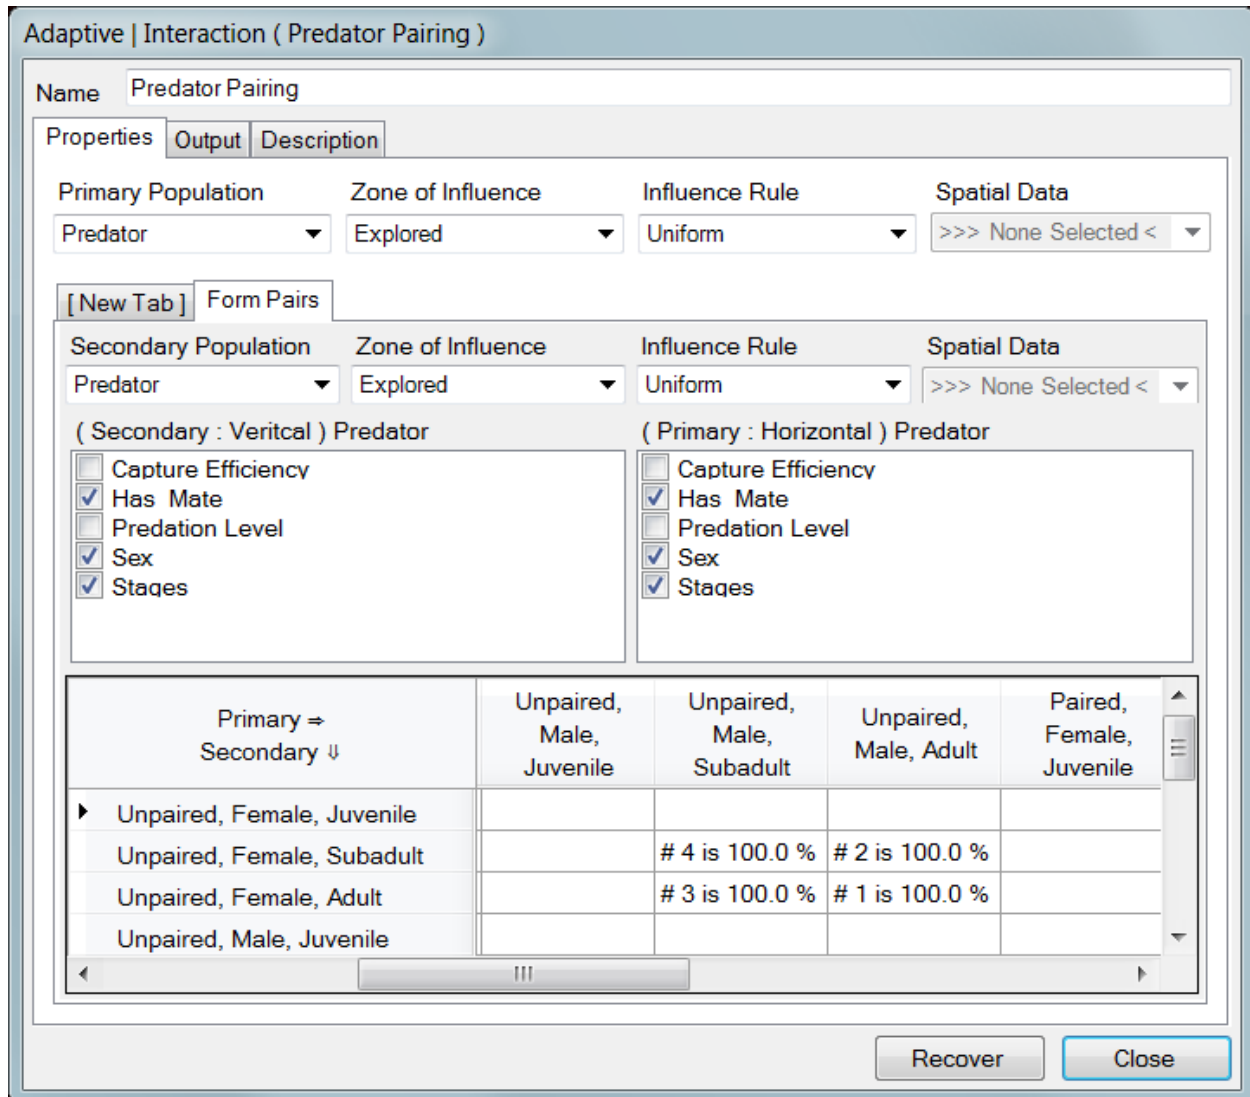 Adaptive | Interaction ( Predator Pairing )
Name Predator Pairing
Properties Output Description
Primary Population Zone of Influence Influence Rule Spatial Data
Predator Explored Uniform >>> None Selected <
[ New Tab ] Form Pairs
Secondary Population Zone of Influence Influence Rule Spatial Data
Predator Explored Uniform >>> None Selected <
( Secondary : Veritcal ) Predator ( Primary : Horizontal ) Predator
Capture Efficiency Capture Efficiency
Has Mate Has Mate
Predation Level Predation Level
Sex Sex
Stages Stages
Primary ⇒
Secondary ⇓
Unpaired,
Male,
Juvenile
Unpaired,
Male,
Subadult
Unpaired,
Male, Adult
Paired,
Female,
Juvenile
Unpaired, Female, Juvenile
Unpaired, Female, Subadult # 4 is 100.0 % # 2 is 100.0 %
Unpaired, Female, Adult # 3 is 100.0 % # 1 is 100.0 %
Unpaired, Male, Juvenile
Recover Close